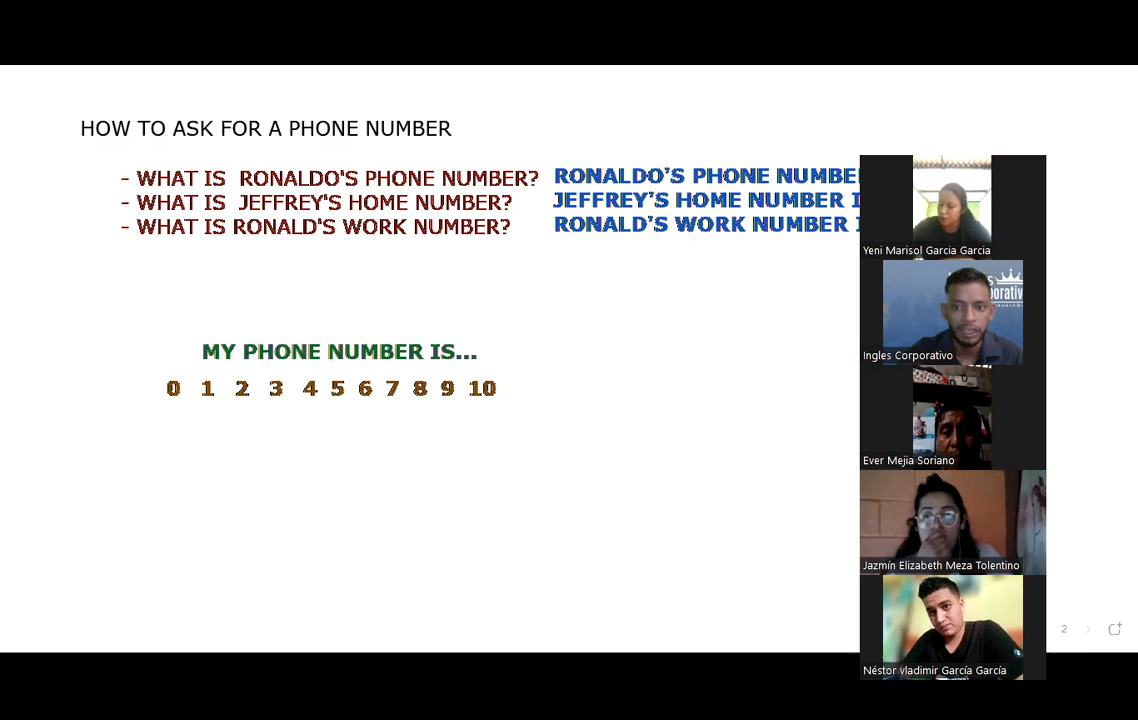 HOW TO ASK FOR A PHONE NUMBER
- WHAT IS RONALDO'S PHONE NUMBER?
- WHAT IS JEFFREY'S HOME NUMBER?
- WHAT IS RONALD'S WORK NUMBER?
RONALDO'S PHONE NUMBE
JEFFREY'S HOME NUMBER I
RONALD'S WORK NUMBER I
MY PHONE NUMBER IS...
0 1 2 3 4 5 6 7 8 9 10
Yeni Marisol Garcia Garcia
Ingles Corporativo
Ever Mejia Soriano
Jazmín Elizabeth Meza Tolentino
Néstor vladimir García García
2